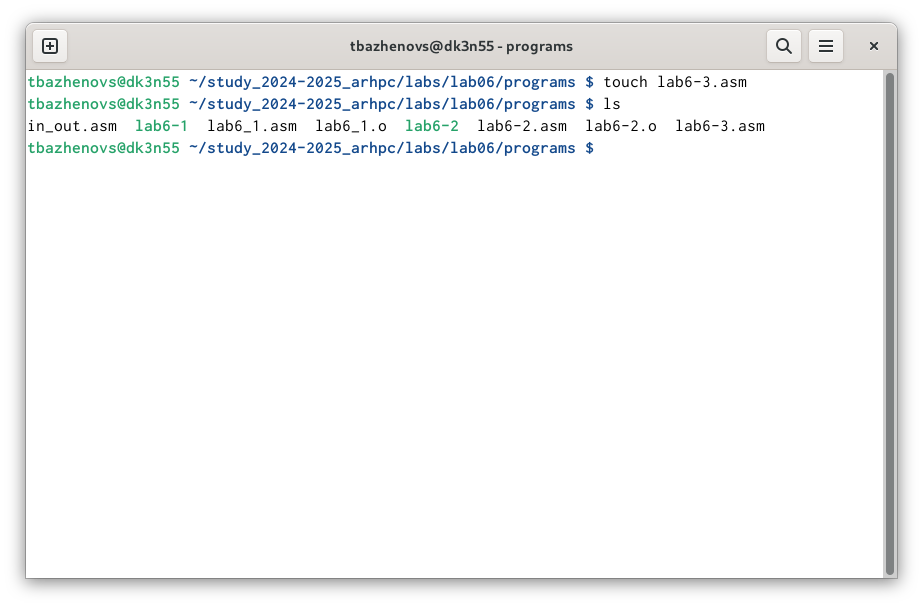 tbazhenovs@dk3n55 - programs
tbazhenovs@dk3n55 ~/study_2024-2025_arhpc/labs/lab06/programs $ touch lab6-3.asm
tbazhenovs@dk3n55 ~/study_2024-2025_arhpc/labs/lab06/programs $ ls
in_out.asm  lab6-1  lab6_1.asm  lab6_1.o  lab6-2  lab6-2.asm  lab6-2.o  lab6-3.asm
tbazhenovs@dk3n55 ~/study_2024-2025_arhpc/labs/lab06/programs $